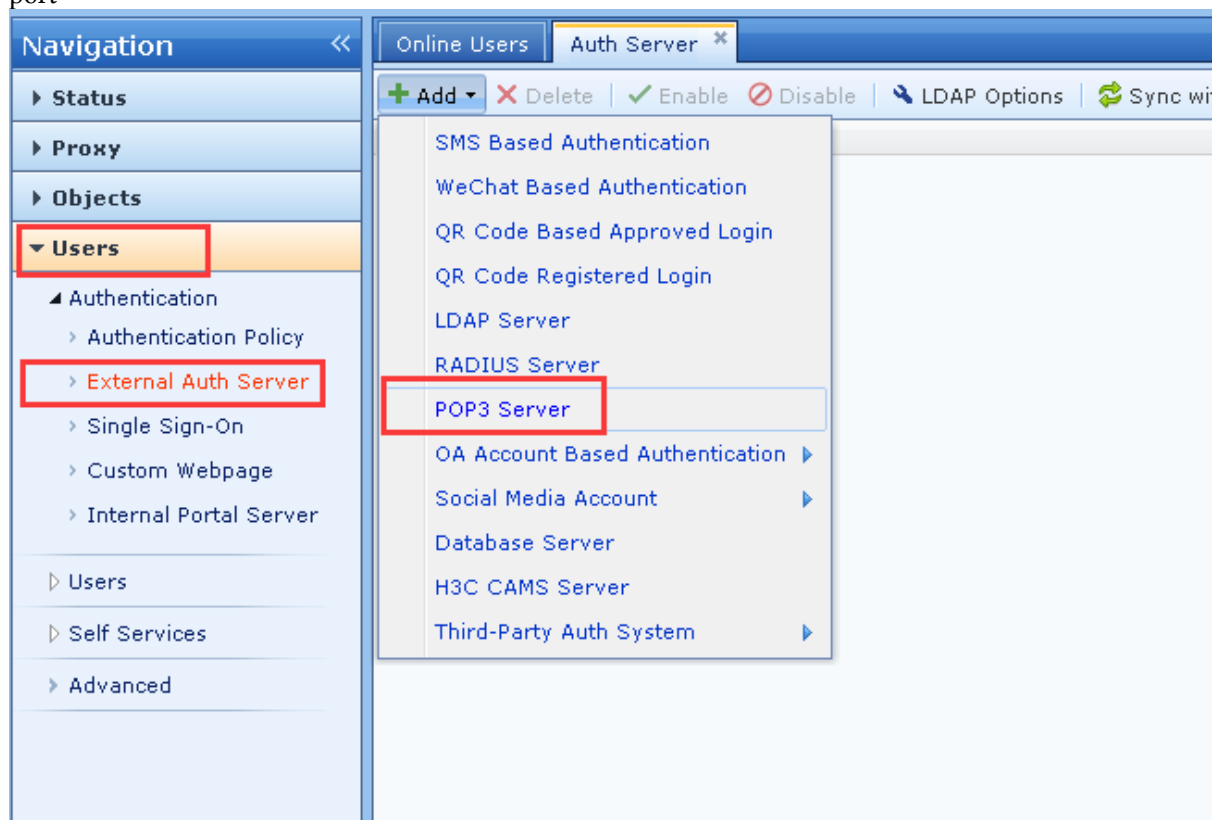 port
Navigation
Online Users
Auth Server
Status
Add
Delete
Enable
Disable
LDAP Options
Sync wi
Proxy
Objects
Users
Authentication
Authentication Policy
External Auth Server
Single Sign-On
Custom Webpage
Internal Portal Server
Users
Self Services
Advanced
SMS Based Authentication
WeChat Based Authentication
QR Code Based Approved Login
QR Code Registered Login
LDAP Server
RADIUS Server
POP3 Server
OA Account Based Authentication
Social Media Account
Database Server
H3C CAMS Server
Third-Party Auth System